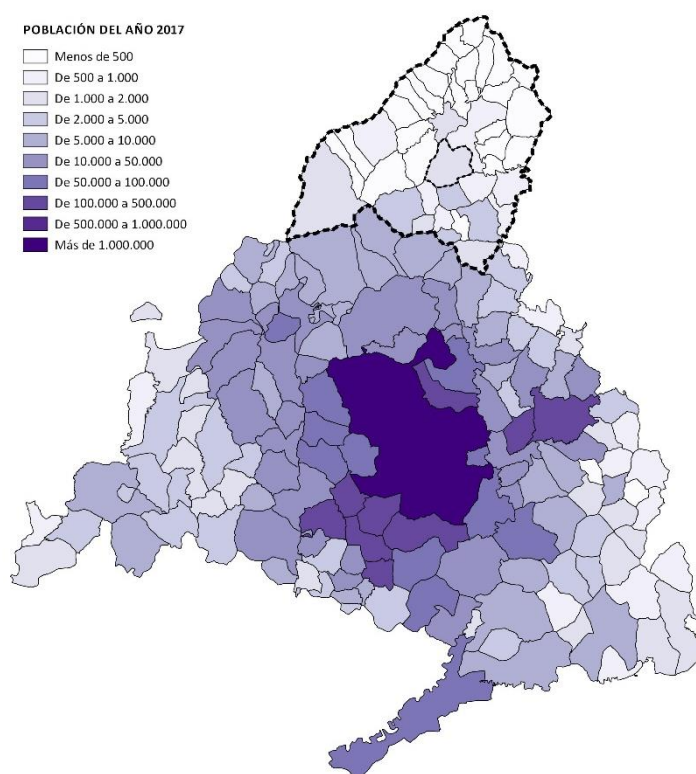 POBLACIÓN DEL AÑO 2017
Menos de 500
De 500 a 1.000
De 1.000 a 2.000
De 2.000 a 5.000
De 5.000 a 10.000
De 10.000 a 50.000
De 50.000 a 100.000
De 100.000 a 500.000
De 500.000 a 1.000.000
Más de 1.000.000